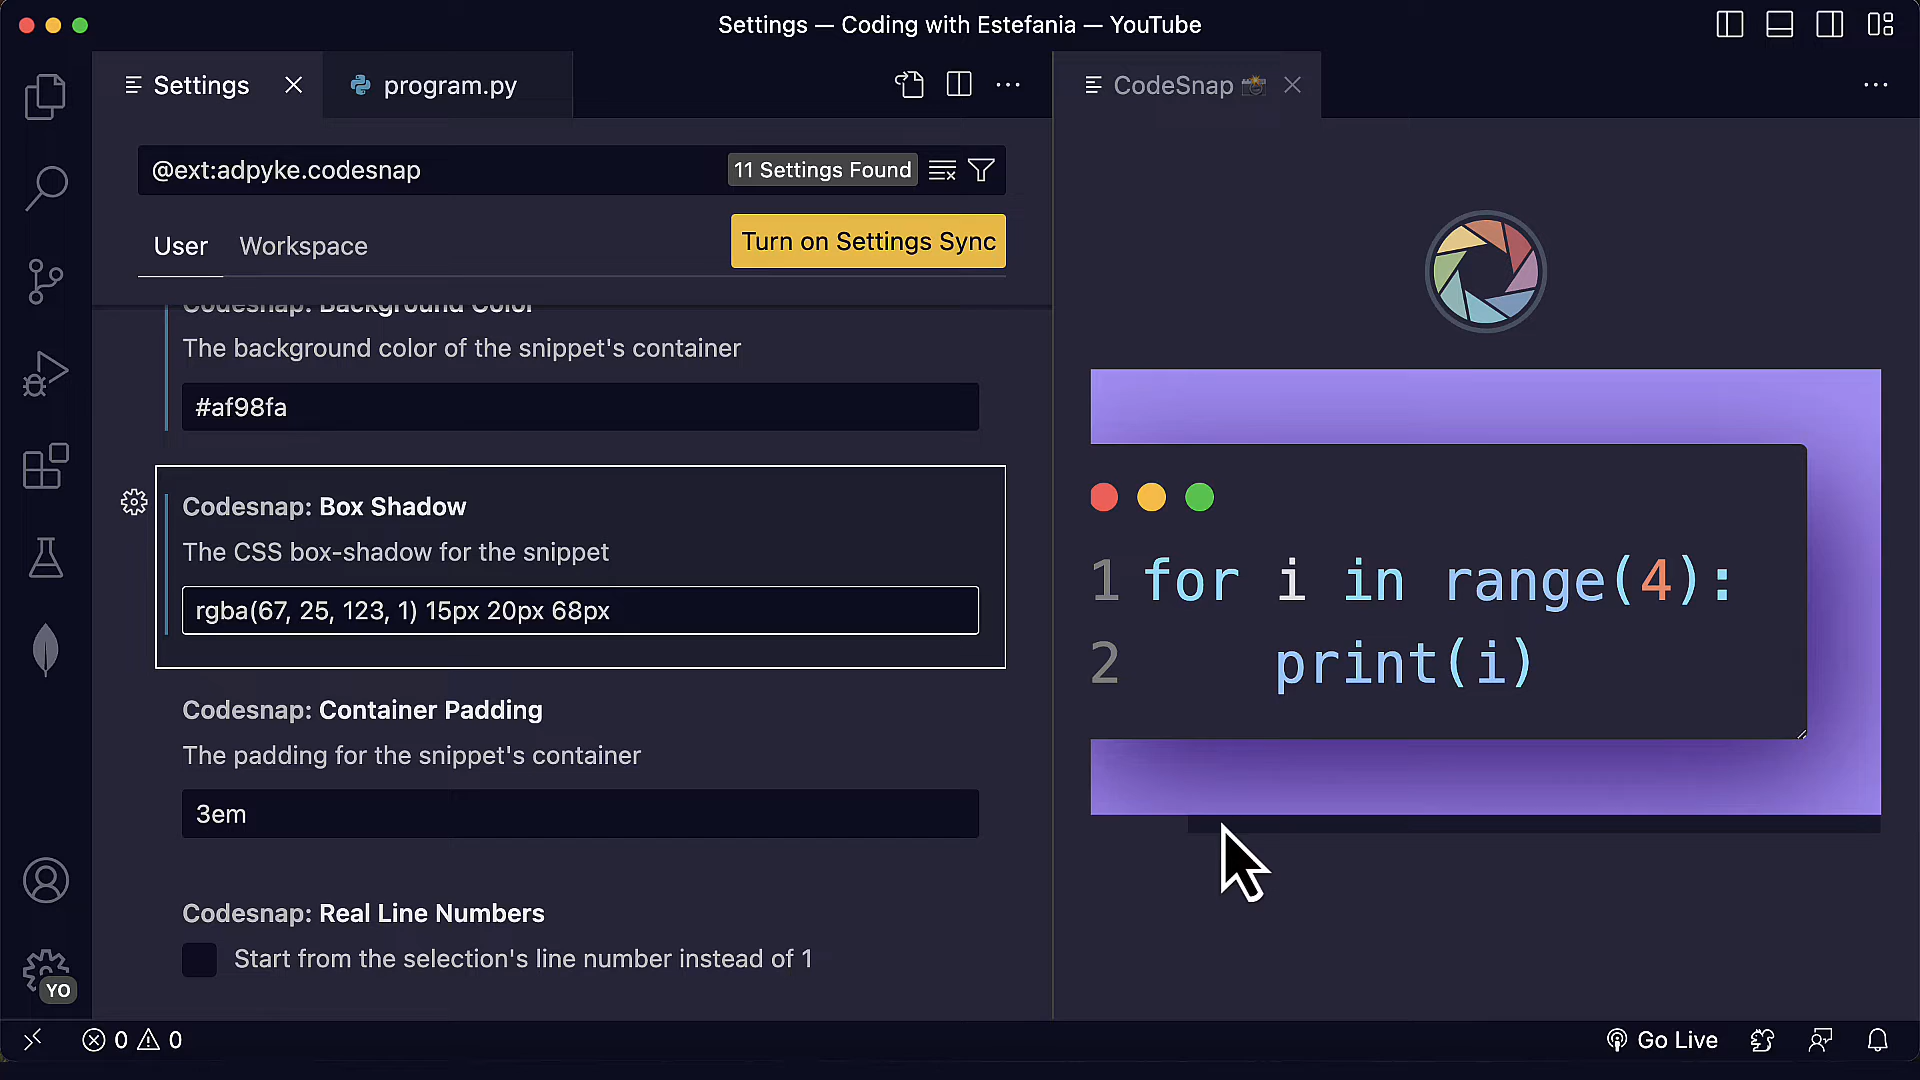 Settings — Coding with Estefania — YouTube
Settings
program.py
CodeSnap
@ext:adpyke.codesnap
11 Settings Found
User
Workspace
Turn on Settings Sync
Codesnap: Background Color
The background color of the snippet's container
#af98fa
Codesnap: Box Shadow
The CSS box-shadow for the snippet
rgba(67, 25, 123, 1) 15px 20px 68px
Codesnap: Container Padding
The padding for the snippet's container
3em
Codesnap: Real Line Numbers
Start from the selection's line number instead of 1
1 for i in range(4):
2     print(i)
YO
0 0
Go Live